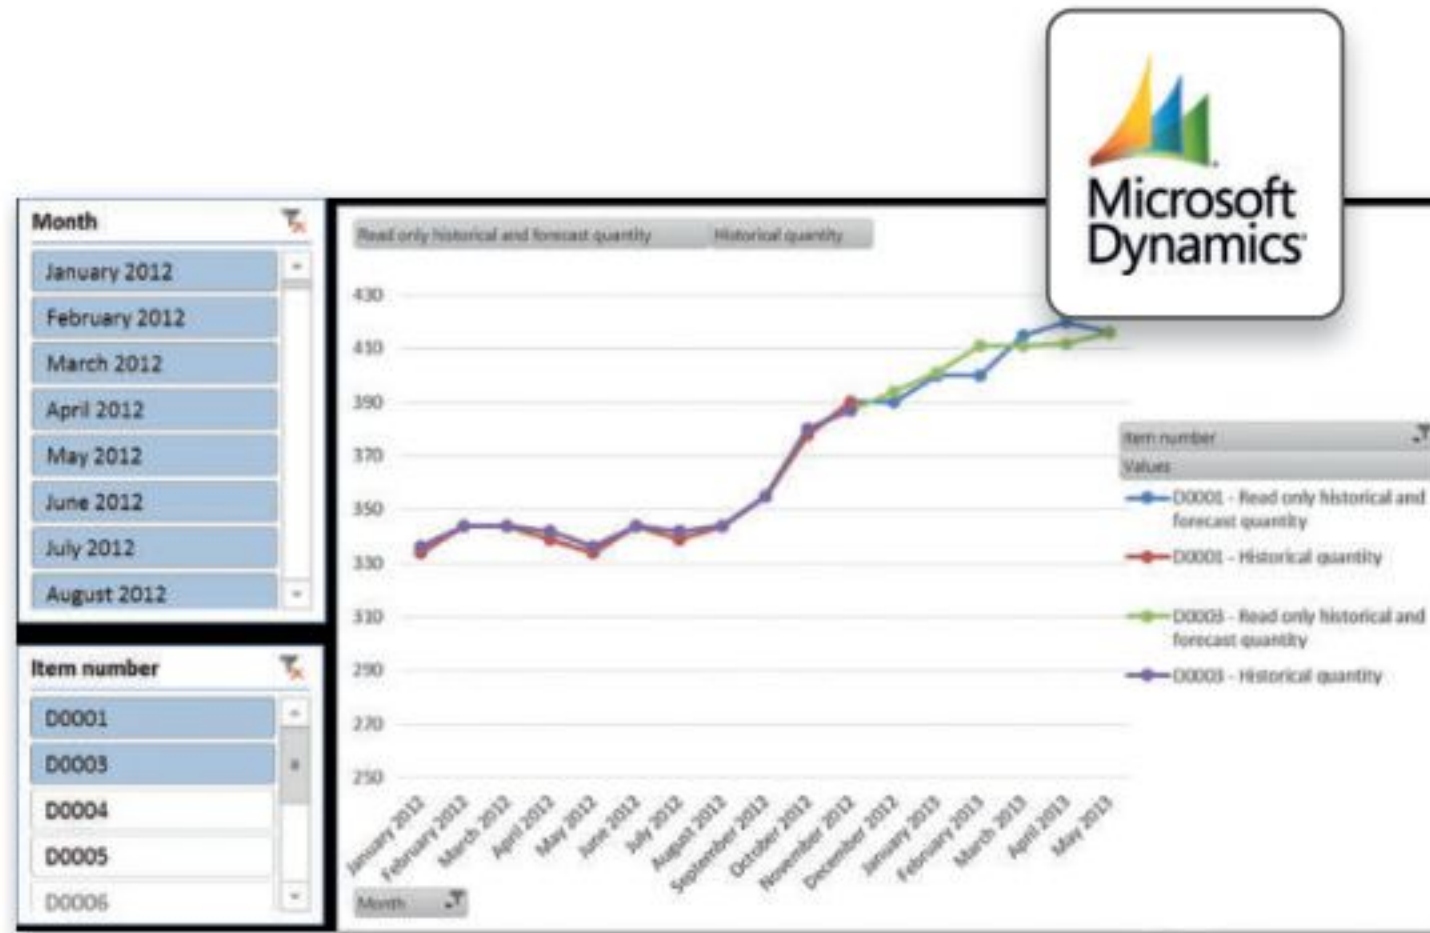 Microsoft
Dynamics
Month
January 2012
February 2012
March 2012
April 2012
May 2012
June 2012
July 2012
August 2012
Item number
D0001
D0003
D0004
D0005
D0006
Read only historical and forecast quantity
Historical quantity
430
410
390
370
350
330
310
290
270
250
January 2012
February 2012
March 2012
April 2012
May 2012
June 2012
July 2012
August 2012
September 2012
October 2012
November 2012
December 2012
January 2013
February 2013
March 2013
April 2013
May 2013
Month
Item number
Values
D0001 - Read only historical and
forecast quantity
D0001 - Historical quantity
D0003 - Read only historical and
forecast quantity
D0003 - Historical quantity